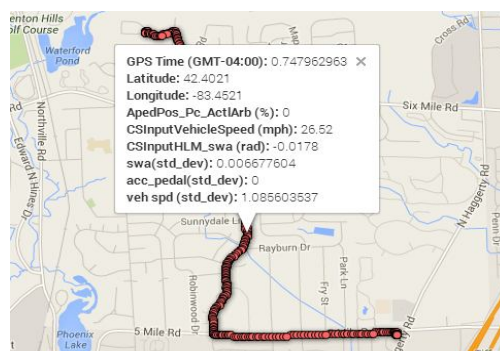 enton Hills
olf Course
Waterford
Pond
Cross Rd
GPS Time (GMT-04:00): 0.747962963 ×
Latitude: 42.4021
Longitude: -83.4521
ApedPos_Pc_ActlArb (%): 0
CSInputVehicleSpeed (mph): 26.52
CSInputHLM_swa (rad): -0.0178
swa(std_dev): 0.006677604
acc_pedal(std_dev): 0
veh spd (std_dev): 1.085603537
Six Mile Rd
Northville Rd
Edward N Hines Dr
N Haggerty Rd
Penn Dr
Sunnydale L
Rayburn Dr
Robinwood Dr
Park Ln
Fry St
Phoenix
Lake
5 Mile Rd
Haggerty Rd